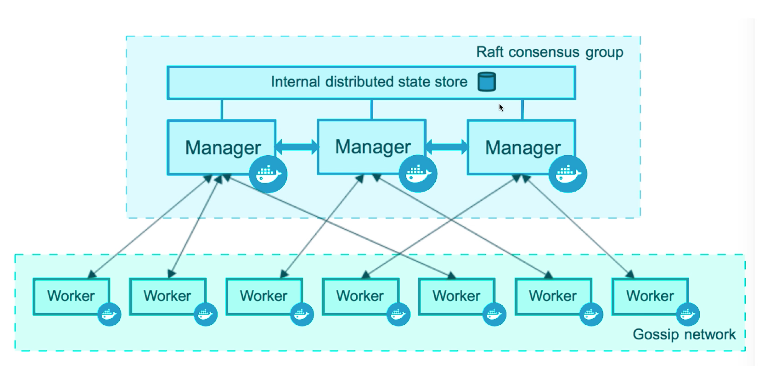 Raft consensus group
Internal distributed state store
Manager
Manager
Manager
Worker
Worker
Worker
Worker
Worker
Worker
Worker
Gossip network